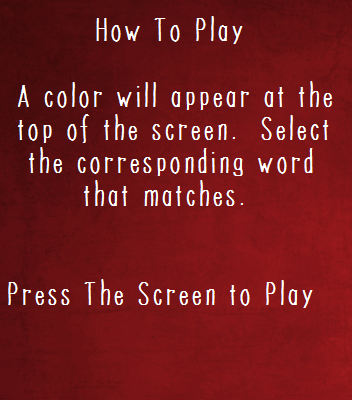 How To Play
A color will appear at the
top of the screen.  Select
the corresponding word
that matches.
Press The Screen to Play